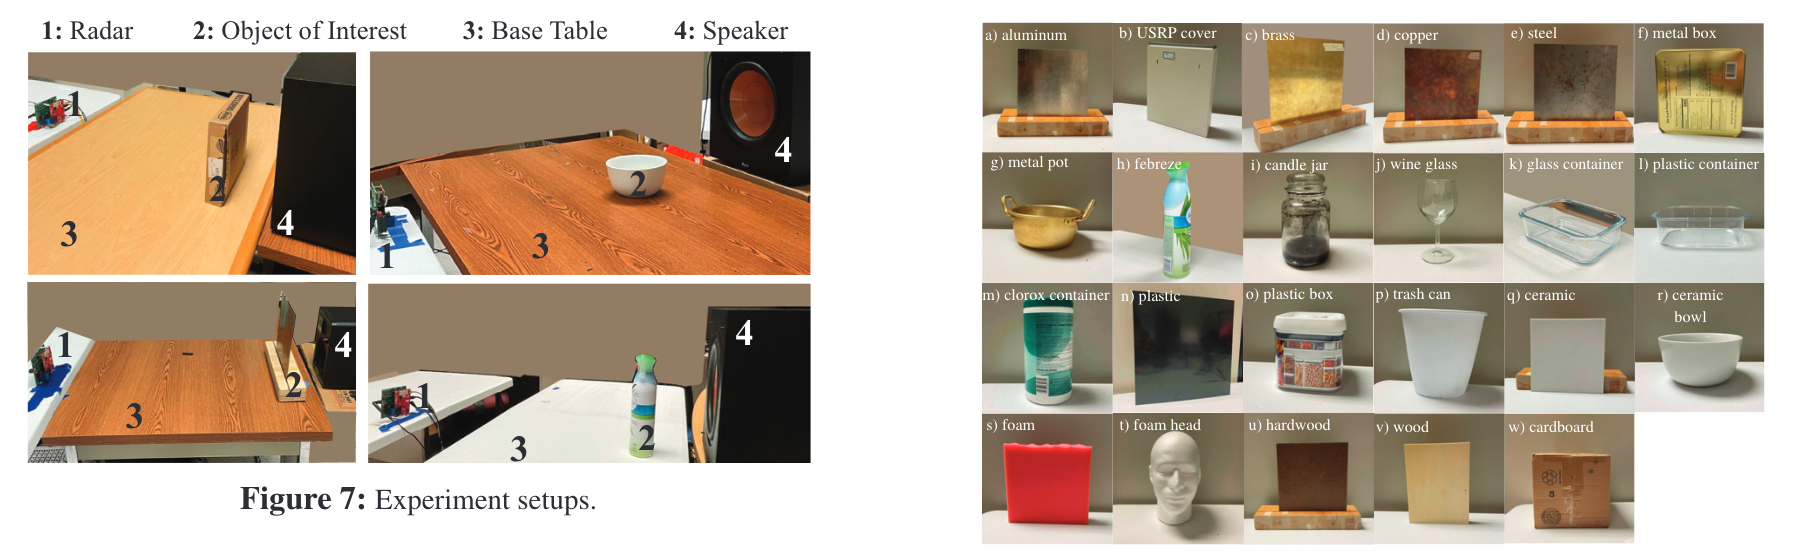 1: Radar 2: Object of Interest 3: Base Table 4: Speaker
1
2
3
4
1
2
3
4
1
2
3
4
1
2
3
4
Figure 7: Experiment setups.
a) aluminum
b) USRP cover
c) brass
d) copper
e) steel
f) metal box
g) metal pot
h) febreze
i) candle jar
j) wine glass
k) glass container
l) plastic container
m) clorox container
n) plastic
o) plastic box
p) trash can
q) ceramic
r) ceramic
bowl
s) foam
t) foam head
u) hardwood
v) wood
w) cardboard